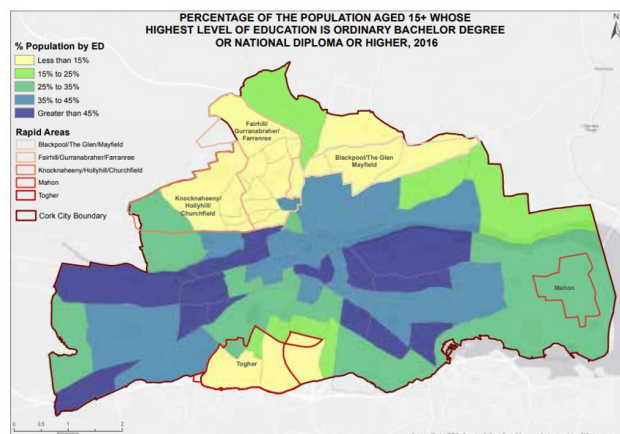 PERCENTAGE OF THE POPULATION AGED 15+ WHOSE
HIGHEST LEVEL OF EDUCATION IS ORDINARY BACHELOR DEGREE
OR NATIONAL DIPLOMA OR HIGHER, 2016
N
% Population by ED
Less than 15%
15% to 25%
25% to 35%
35% to 45%
Greater than 45%
Rapid Areas
Blackpool/The Glen/Mayfield
Fairhill/Gurranabraher/Farranree
Knocknaheeny/Hollyhill/Churchfield
Mahon
Togher
Cork City Boundary
Fairhill/
Gurranabraher/
Farranree
Blackpool/The Glen
Mayfield
Knocknaheeny/
Hollyhill/
Churchfield
Mahon
Togher
0 0.5 1 2